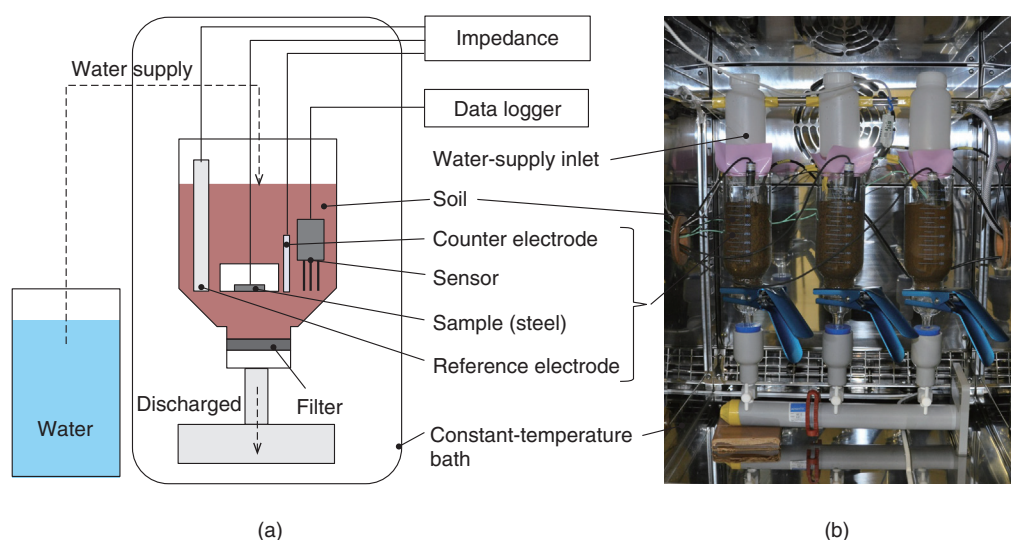 Impedance
Water supply
Data logger
Water-supply inlet
Soil
Counter electrode
Sensor
Sample (steel)
Reference electrode
Discharged
Filter
Water
Constant-temperature
bath
(a)
(b)